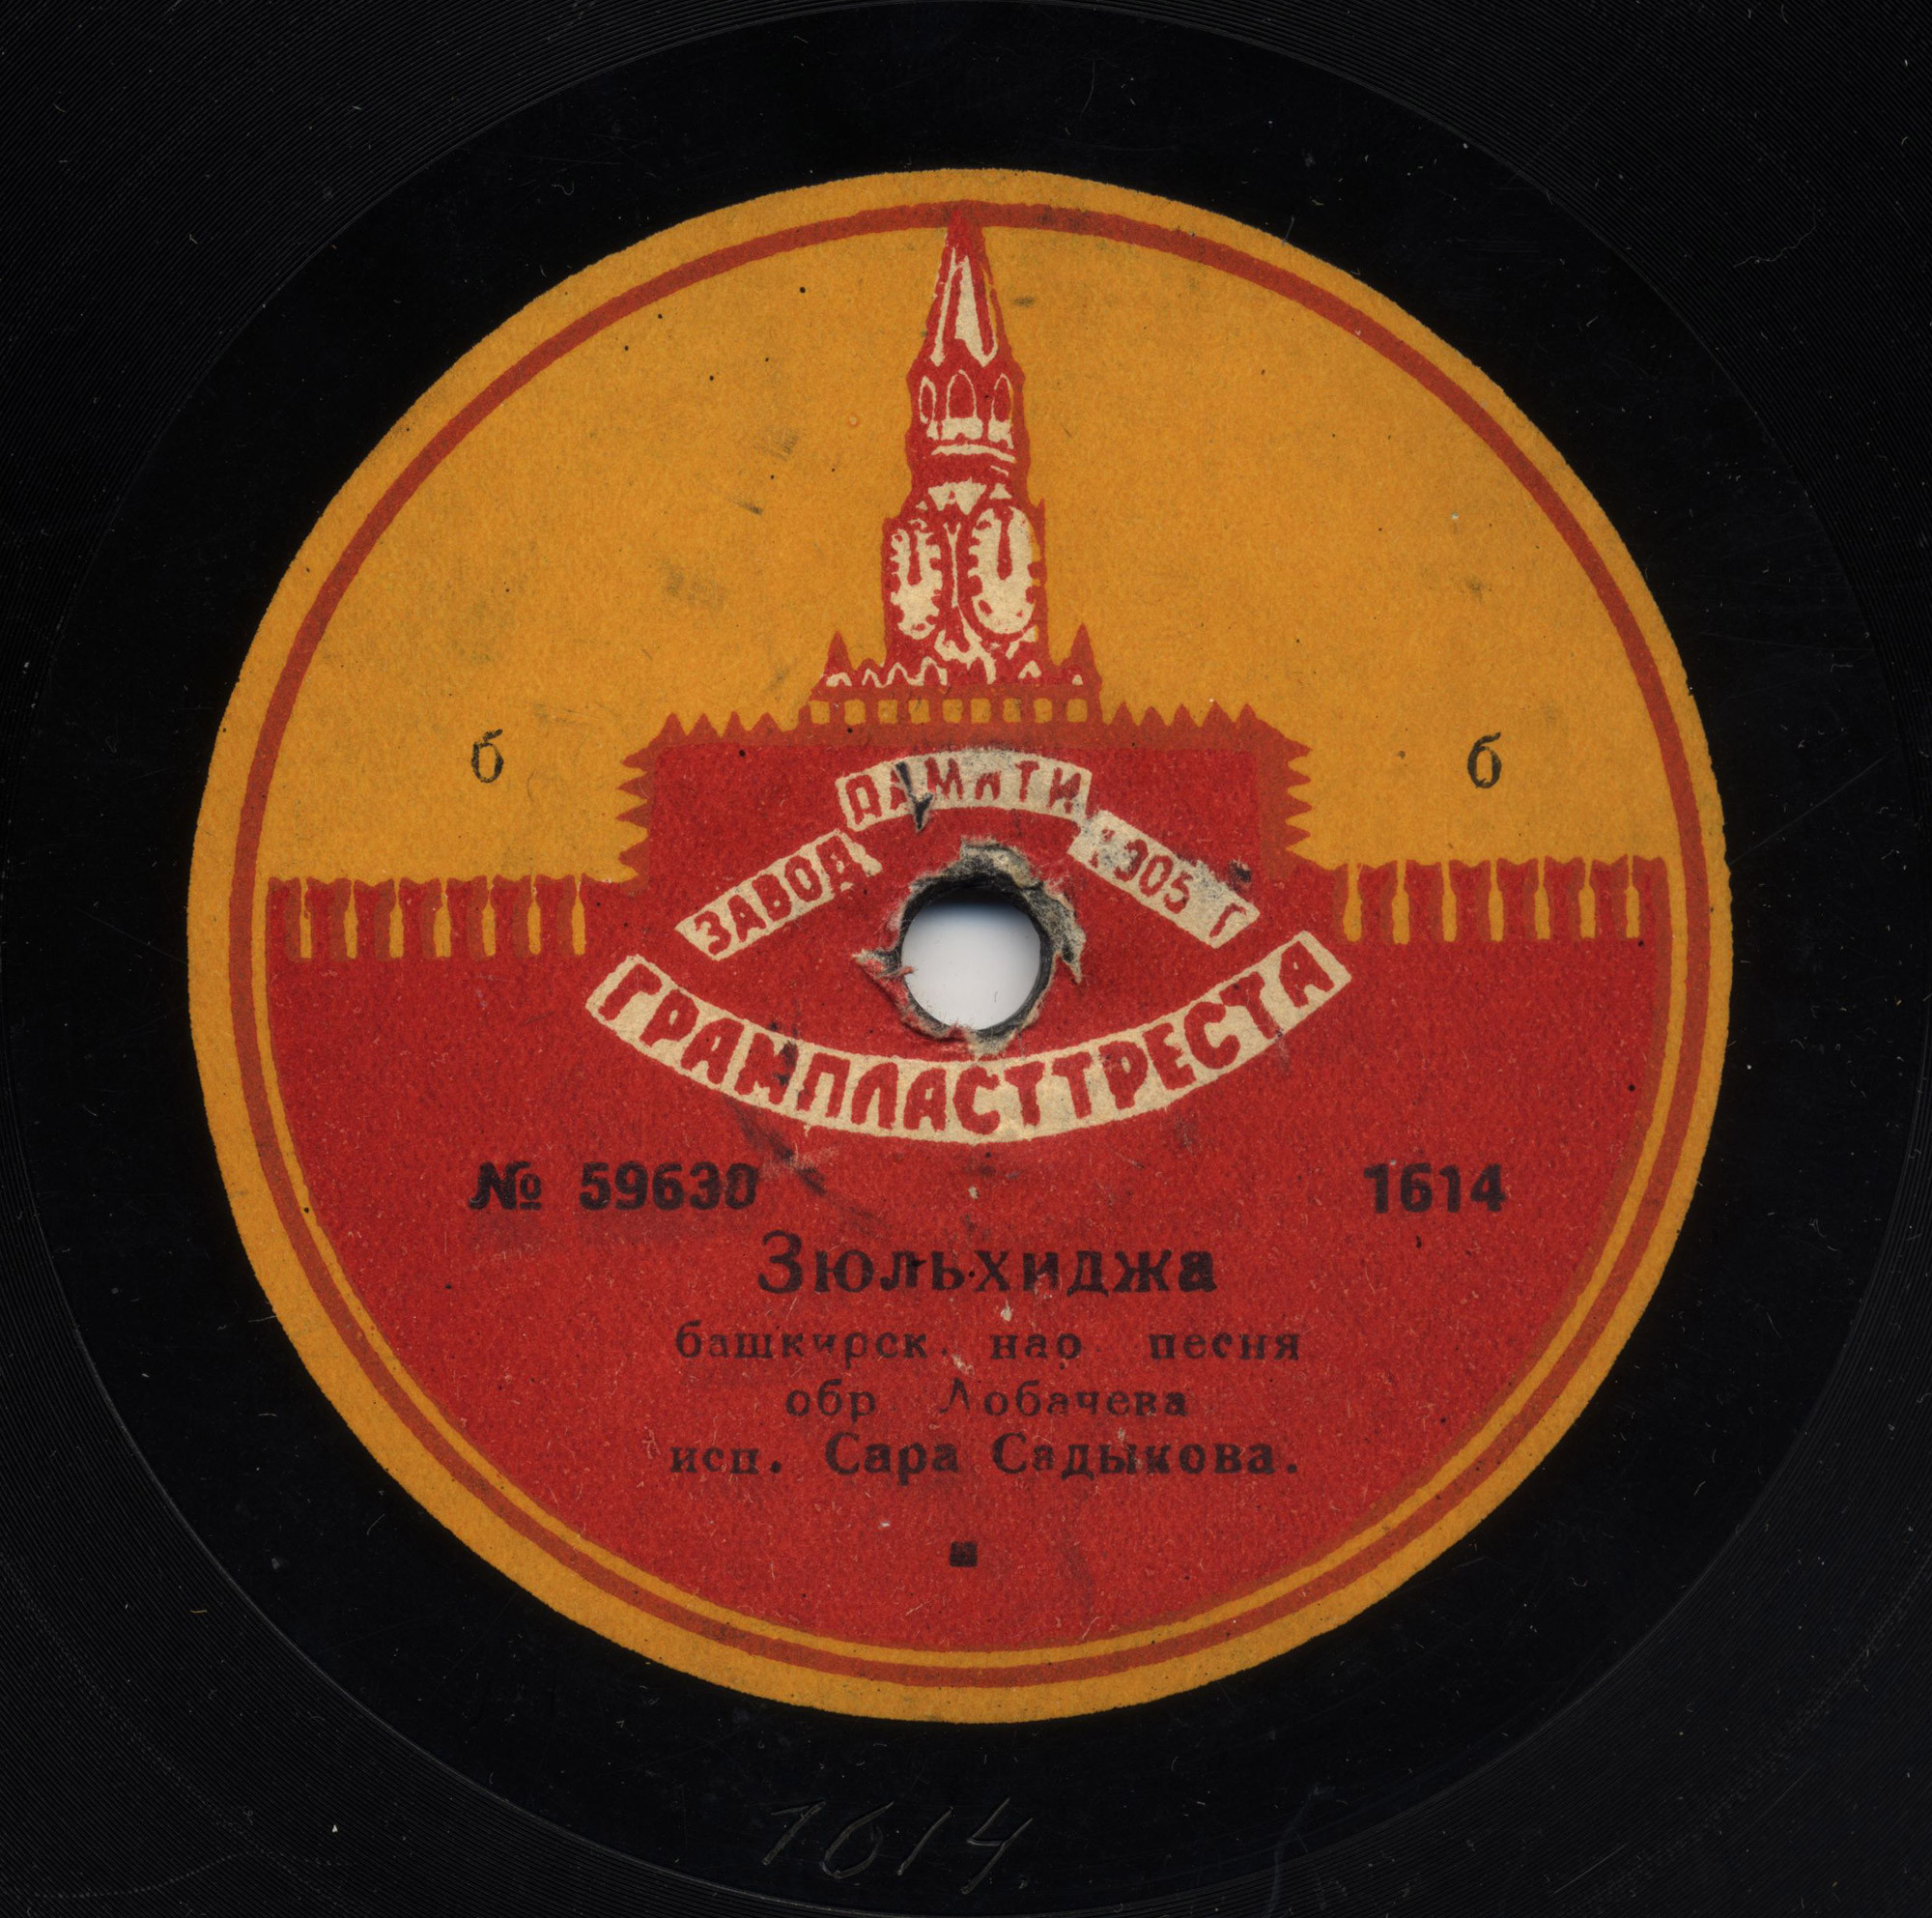 б б
ЗАВОД ПАМЯТИ 1905 Г
ГРАМПЛАСТТРЕСТА
№ 59630 1614
Зюльхиджа
башкирск. нар песня
обр Лобачева
исп. Сара Садыкова.
1614